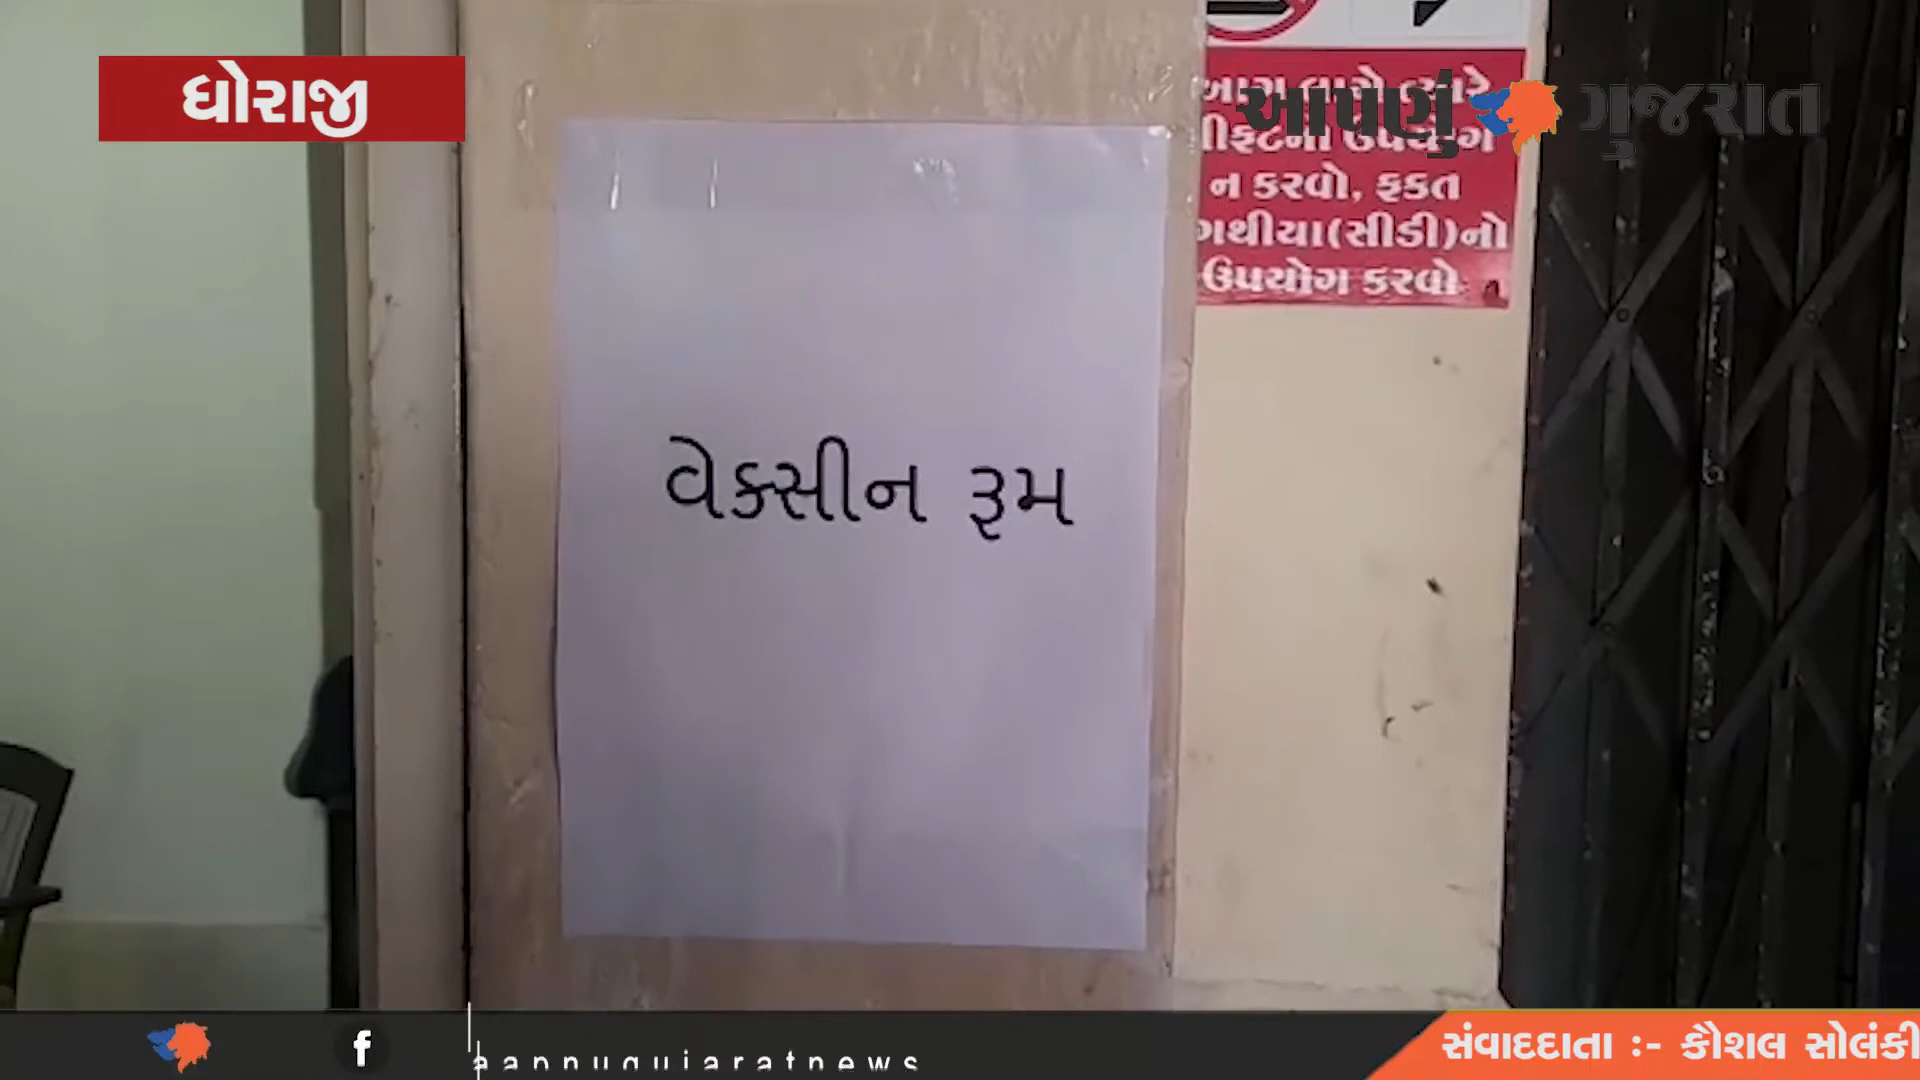 ધોરાજી
આપણું ગુજરાત
ન કરવો, ફકત
(સીડી)નો
ઉપયોગ કરવો
વેક્સીન રૂમ
f
aapnugujaratnews
સંવાદદાતા :- કૌશલ સોલંકી